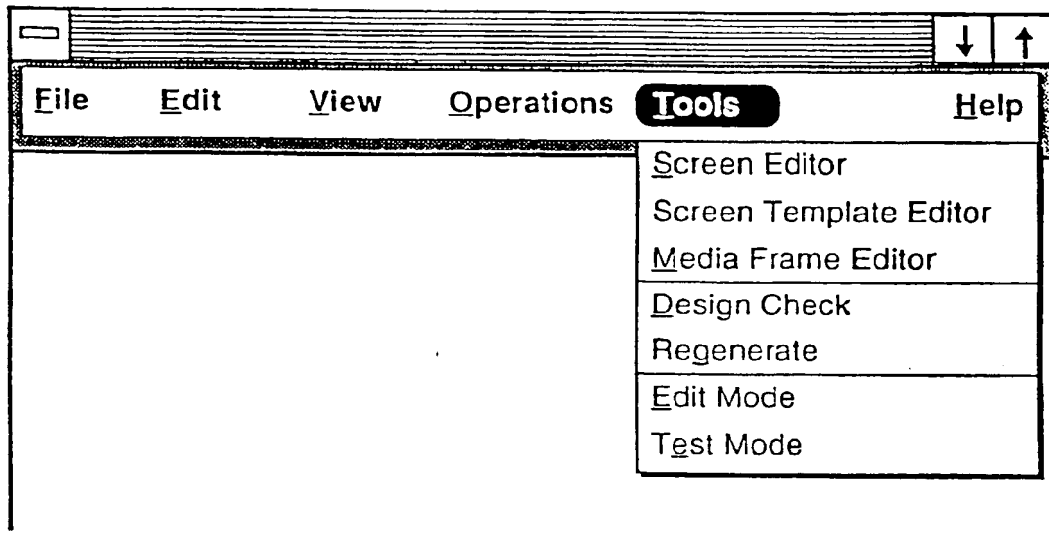 File Edit View Operations Tools Help
Screen Editor
Screen Template Editor
Media Frame Editor
Design Check
Regenerate
Edit Mode
Test Mode